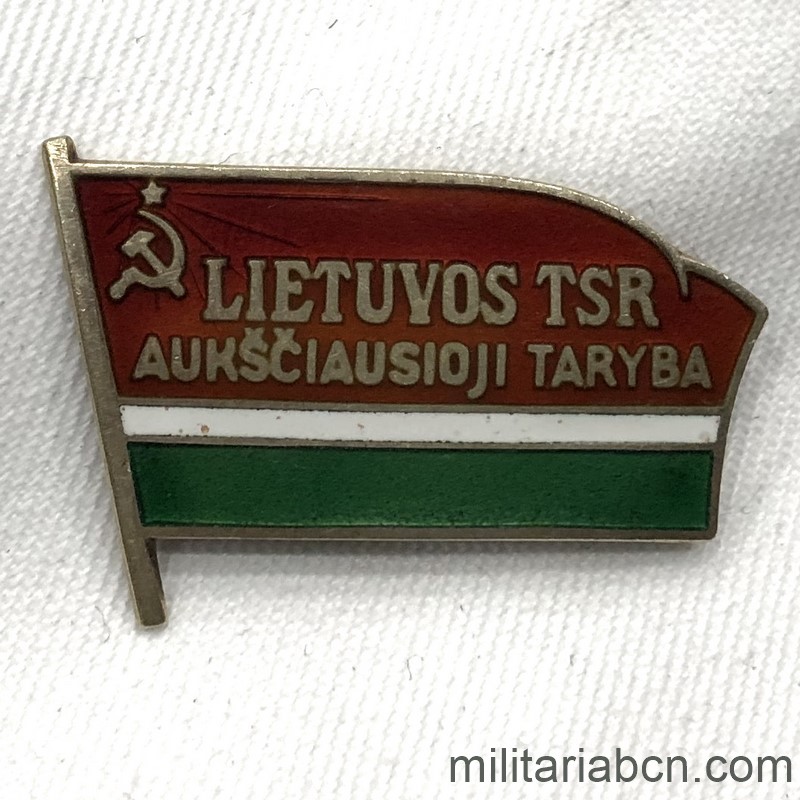 LIETUVOS TSR
AUKŠČIAUSIOJI TARYBA
militariabcn.com